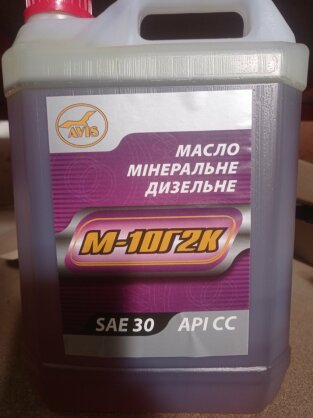 AVIS
МАСЛО
МІНЕРАЛЬНЕ
ДИЗЕЛЬНЕ
М-10Г2К
SAE 30 API CC